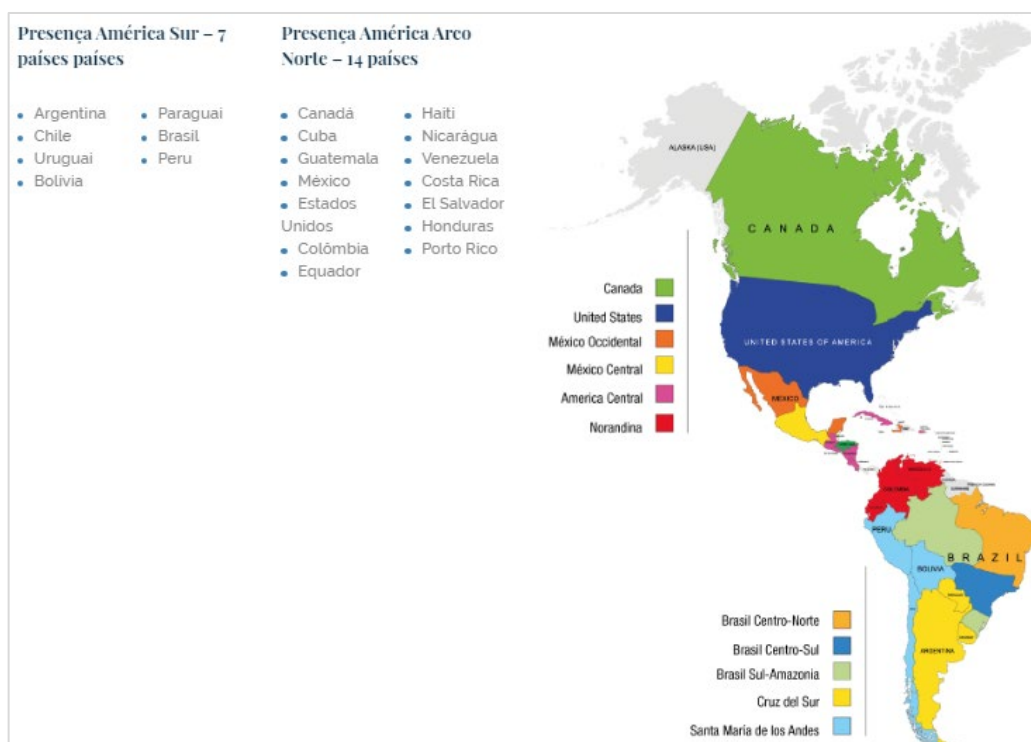 Presença América Sur – 7
países países
Argentina
Chile
Uruguai
Bolívia
Paraguai
Brasil
Peru
Presença América Arco
Norte – 14 países
Canadá
Cuba
Guatemala
México
Estados
Unidos
Colômbia
Equador
Haiti
Nicarágua
Venezuela
Costa Rica
El Salvador
Honduras
Porto Rico
ALASKA (USA)
CANADA
UNITED STATES OF AMERICA
MEXICO
Canada
United States
México Occidental
México Central
America Central
Norandina
COLOMBIA
PERU
BRAZIL
BOLIVIA
ARGENTINA
Brasil Centro-Norte
Brasil Centro-Sul
Brasil Sul-Amazonia
Cruz del Sur
Santa María de los Andes